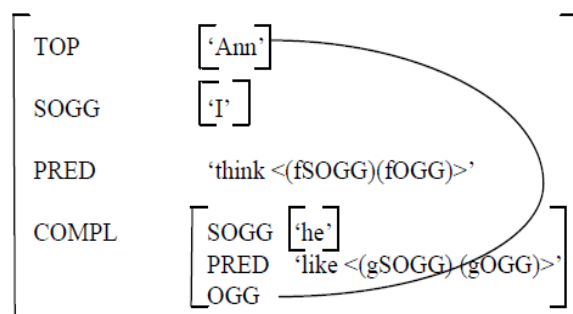 TOP ‘Ann’
SOGG ‘I’
PRED ‘think <(fSOGG)(fOGG)>’
COMPL SOGG ‘he’
PRED ‘like <(gSOGG) (gOGG)>’
OGG